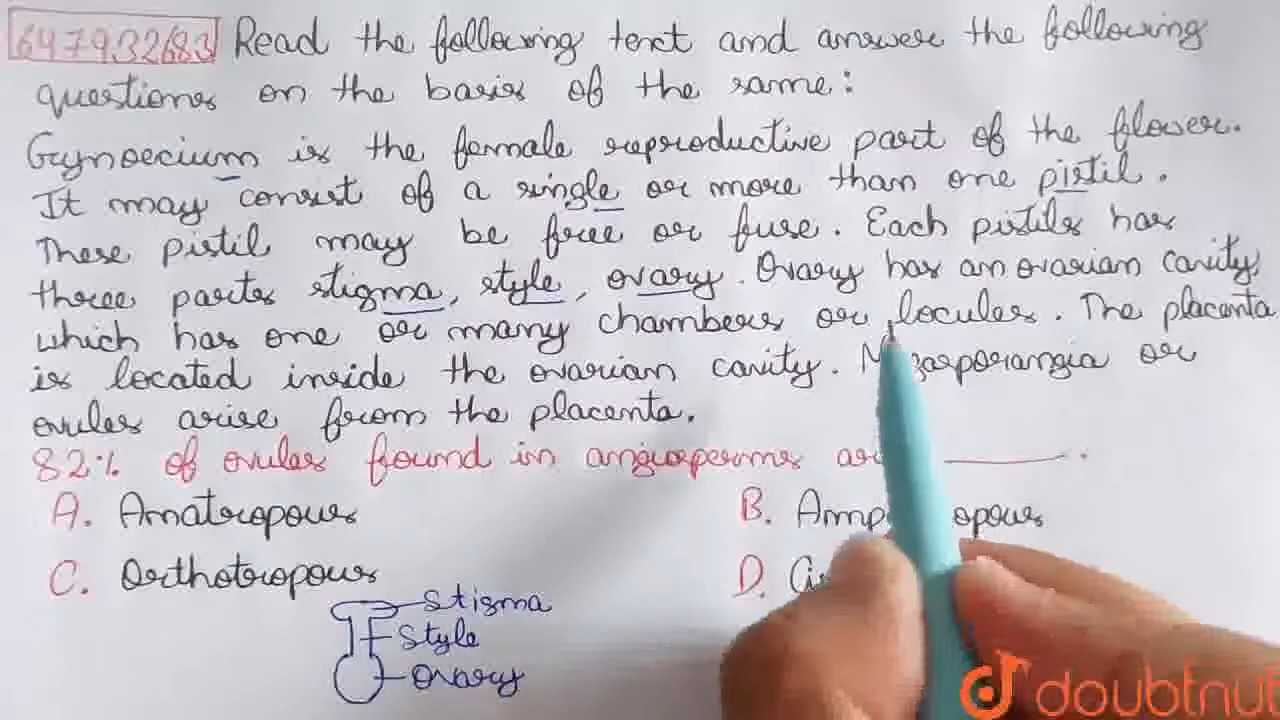 647932683 Read the following text and answer the following
questions on the basis of the same:
Gynoecium is the female reproductive part of the flower.
It may consist of a single or more than one pistil.
These pistil may be free or fuse. Each pistils has
three parts stigma, style, ovary. Ovary has an ovarian cavity,
which has one or many chambers or locules. The placenta
is located inside the ovarian cavity. or
ovules arise from the placenta.
82% of ovules found in angiosperms ______.
A. Anatropous B.
C. Orthotropous D.
Stigma
Style
Ovary
doubtnut